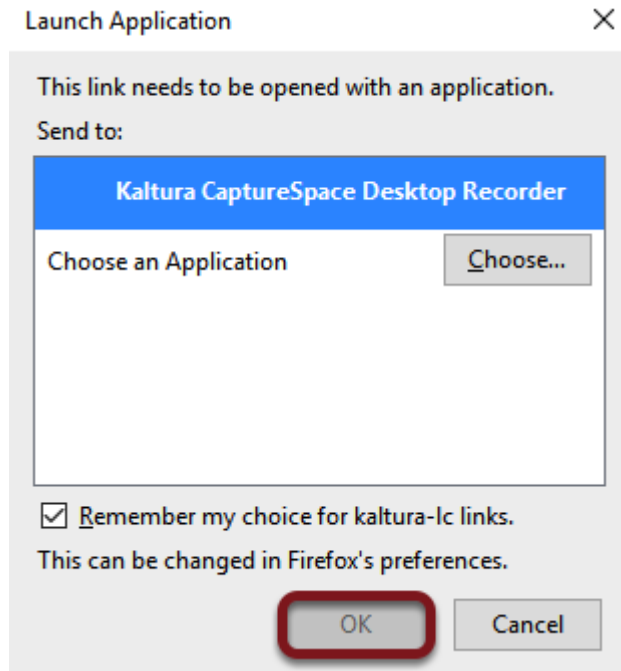 Launch Application
This link needs to be opened with an application.
Send to:
Kaltura CaptureSpace Desktop Recorder
Choose an Application
Choose...
Remember my choice for kaltura-lc links.
This can be changed in Firefox's preferences.
OK
Cancel